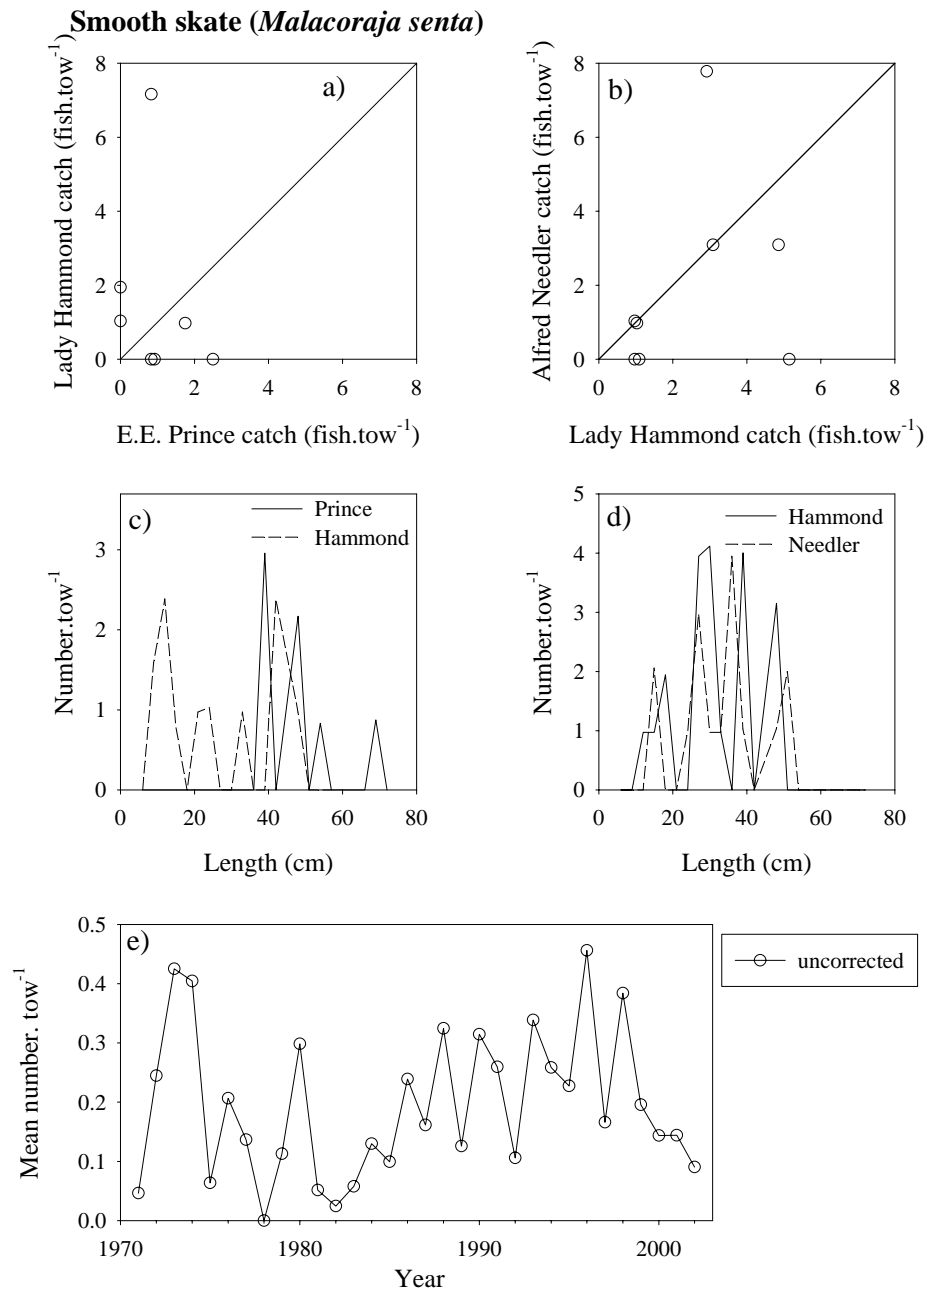 Smooth skate (Malacoraja senta)
a)
Lady Hammond catch (fish.tow-1)
8
6
4
2
0
0 2 4 6 8
E.E. Prince catch (fish.tow-1)
b)
Alfred Needler catch (fish.tow-1)
8
6
4
2
0
0 2 4 6 8
Lady Hammond catch (fish.tow-1)
c)
Prince
Hammond
Number.tow-1
3
2
1
0
0 20 40 60 80
Length (cm)
d)
Hammond
Needler
Number.tow-1
5
4
3
2
1
0
0 20 40 60 80
Length (cm)
e)
uncorrected
Mean number. tow-1
0.5
0.4
0.3
0.2
0.1
0.0
1970 1980 1990 2000
Year